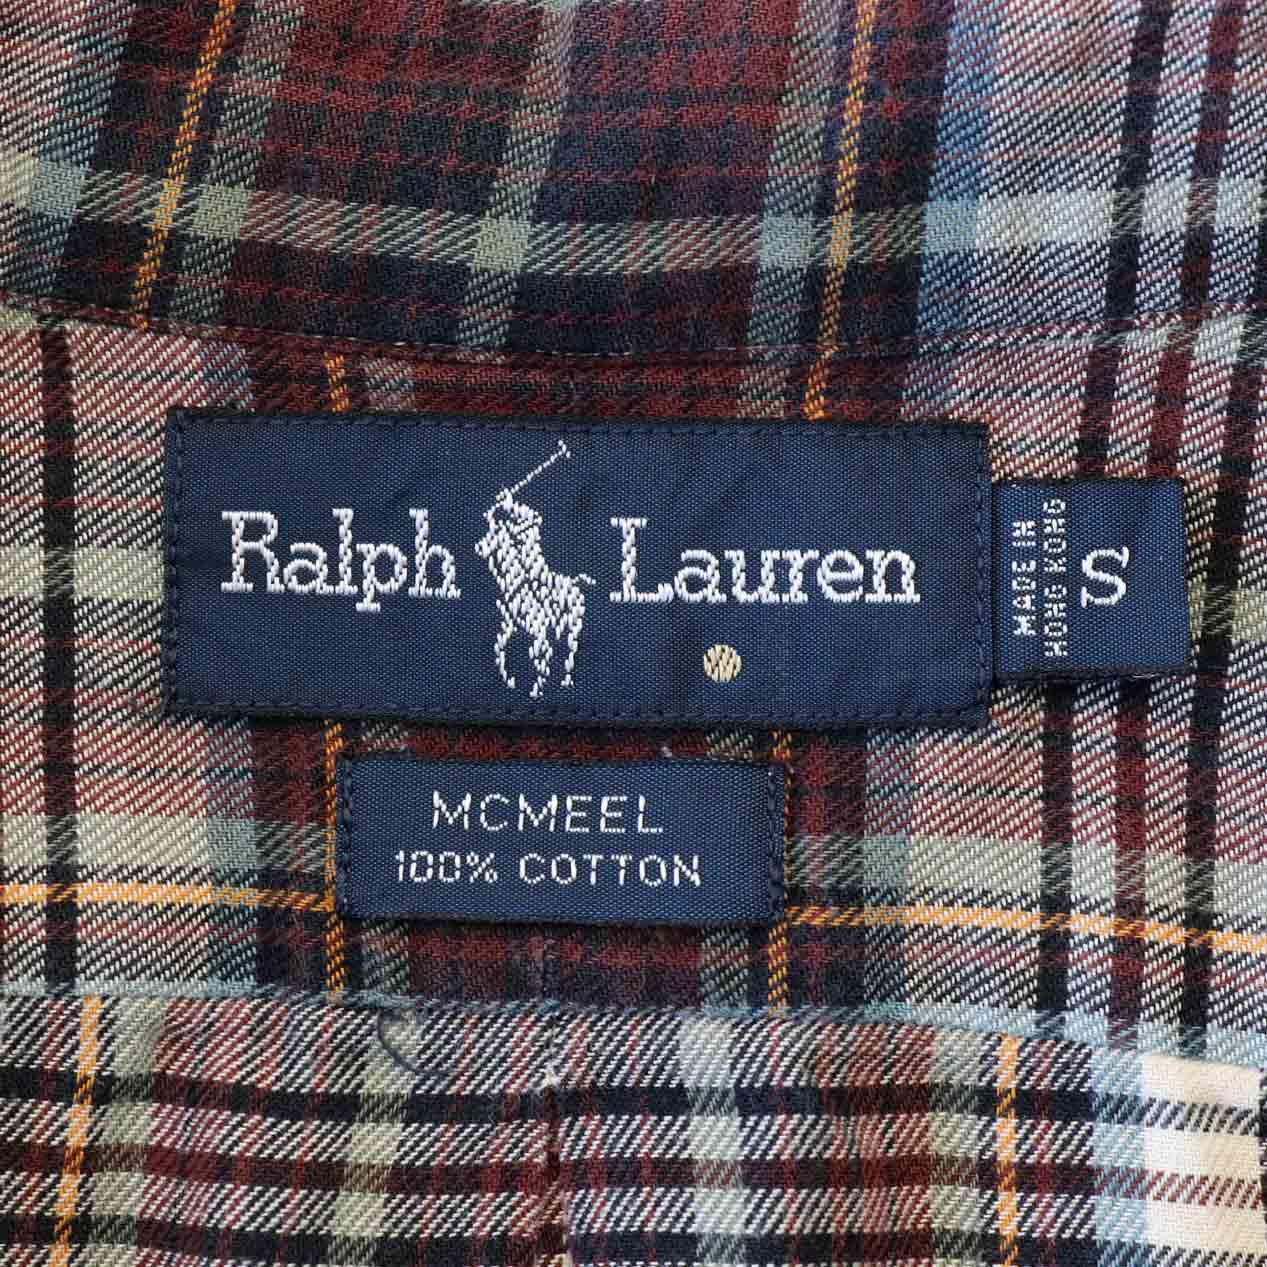 Ralph Lauren
MADE IN
HONG KONG
S
MCMEEL
100% COTTON